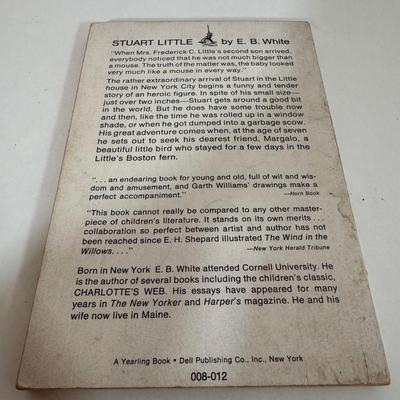 STUART LITTLE by E. B. White
"When Mrs. Frederick C. Little's second son arrived,
everybody noticed that he was not much bigger than
a mouse. The truth of the matter was, the baby looked
very much like a mouse in every way."
The rather extraordinary arrival of Stuart in the Little
house in New York City begins a funny and tender
story of an heroic figure. In spite of his small size—
just over two inches—Stuart gets around a good bit
in the world. But he does have some trouble now
and then, like the time he was rolled up in a window
shade, or when he got dumped into a garbage scow.
His great adventure comes when, at the age of seven
he sets out to seek his dearest friend, Margalo, a
beautiful little bird who stayed for a few days in the
Little's Boston fern.
". . . an endearing book for young and old, full of wit and wis-
dom and amusement, and Garth Williams' drawings make a
perfect accompaniment."
—Horn Book
"This book cannot really be compared to any other master-
piece of children's literature. It stands on its own merits . . .
collaboration so perfect between artist and author has not
been reached since E. H. Shepard illustrated The Wind in the
Willows. . . ."
—New York Herald Tribune
Born in New York E. B. White attended Cornell University. He
is the author of several books including the children's classic,
CHARLOTTE'S WEB. His essays have appeared for many
years in The New Yorker and Harper's magazine. He and his
wife now live in Maine.
A Yearling Book • Dell Publishing Co., Inc., New York
008-012